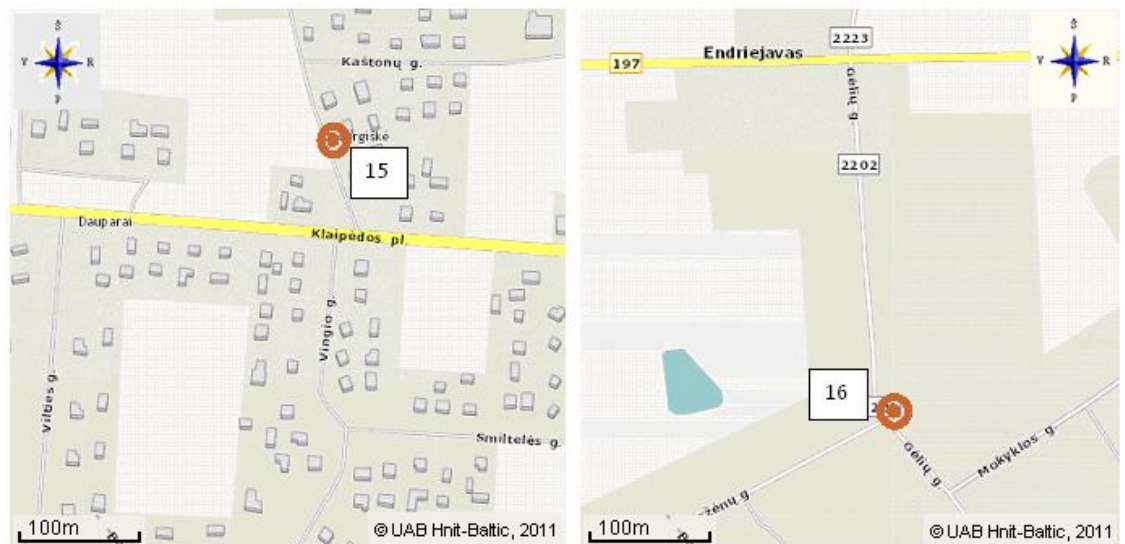 Š
V R
P
Kaštonų g.
15
Dauparai
Klaipėdos pl.
Vingio g.
Vilties g.
Smiltelės g.
100m
© UAB Hnit-Baltic, 2011
2223
Endriejavas
197
Gėlių g.
Š
V R
P
2202
16
Gėlių g.
Mokyklos g.
100m
© UAB Hnit-Baltic, 2011